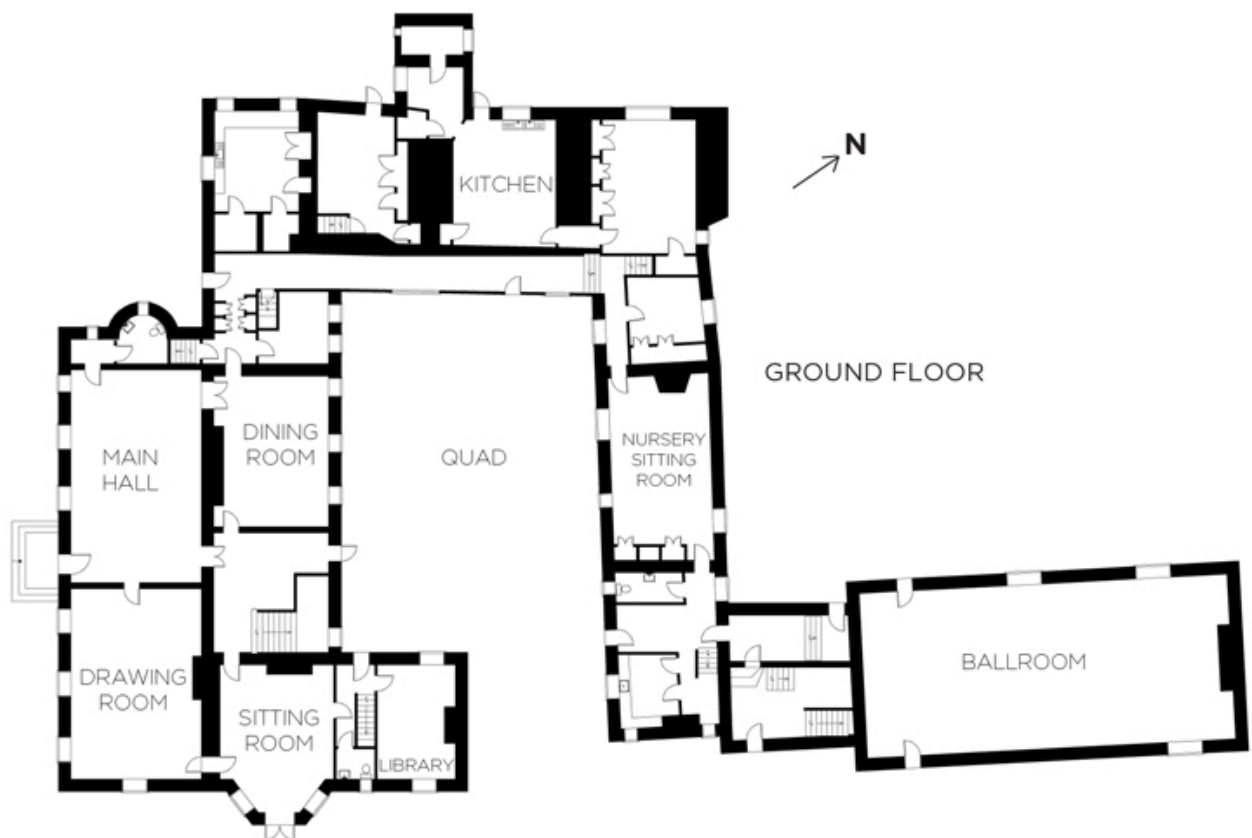 N
KITCHEN
GROUND FLOOR
DINING
ROOM
MAIN
HALL
QUAD
NURSERY
SITTING
ROOM
DRAWING
ROOM
SITTING
ROOM
LIBRARY
BALLROOM